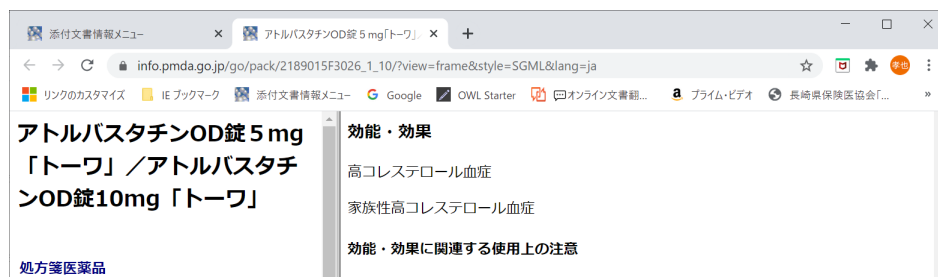 添付文書情報メニュー
アトルバスタチンOD錠５mg「トーワ」
info.pmda.go.jp/go/pack/2189015F3026_1_10/?view=frame&style=SGML&lang=ja
孝也
リンクのカスタマイズ IE ブックマーク 添付文書情報メニュー Google OWL Starter オンライン文書翻... プライム・ビデオ 長崎県保険医協会「... »
アトルバスタチンOD錠５mg
「トーワ」／アトルバスタチ
ンOD錠10mg「トーワ」
処方箋医薬品
効能・効果
高コレステロール血症
家族性高コレステロール血症
効能・効果に関連する使用上の注意